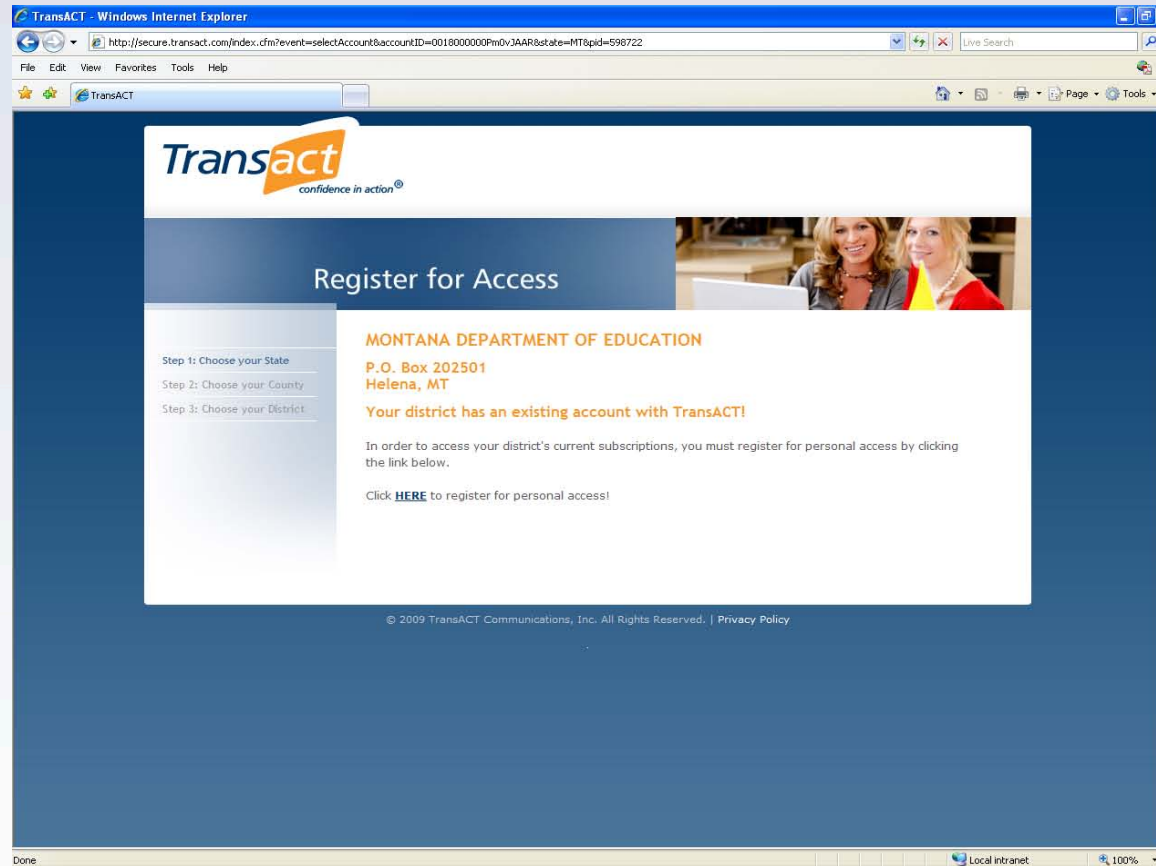 TransACT - Windows Internet Explorer
http://secure.transact.com/index.cfm?event=selectAccount&accountID=0018000000Pm0vJAAR&state=MT&pid=598722
Live Search
File Edit View Favorites Tools Help
TransACT
Page Tools
Transact
confidence in action®
Register for Access
Step 1: Choose your State
Step 2: Choose your County
Step 3: Choose your District
MONTANA DEPARTMENT OF EDUCATION
P.O. Box 202501
Helena, MT
Your district has an existing account with TransACT!
In order to access your district's current subscriptions, you must register for personal access by clicking
the link below.
Click HERE to register for personal access!
© 2009 TransACT Communications, Inc. All Rights Reserved. | Privacy Policy
Done
Local intranet
100%